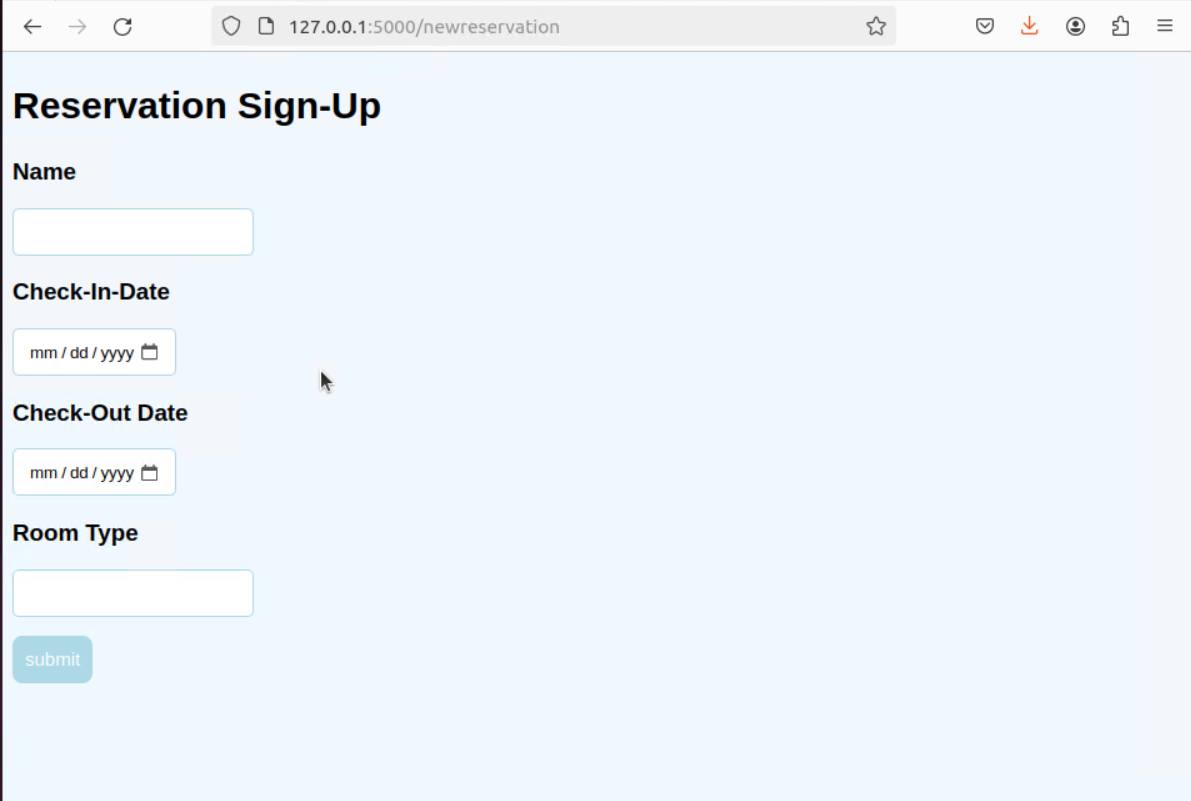 127.0.0.1:5000/newreservation
Reservation Sign-Up
Name
Check-In-Date
mm / dd / yyyy
Check-Out Date
mm / dd / yyyy
Room Type
submit